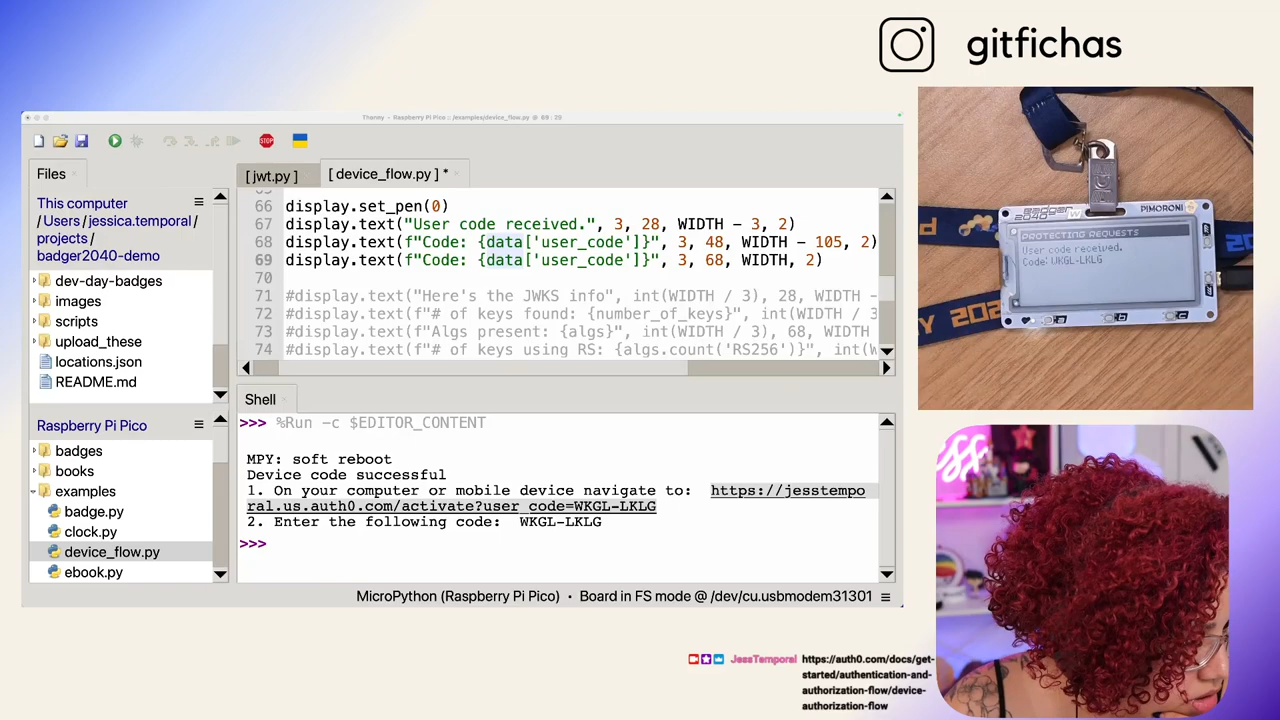 gitfichas
Thonny - Raspberry Pi Pico :: /examples/device_flow.py @ 69 : 25
STOP
Files
This computer
/ Users / jessica.temporal /
projects /
badger2040-demo
dev-day-badges
images
scripts
upload_these
locations.json
README.md
Raspberry Pi Pico
badges
books
examples
badge.py
clock.py
device_flow.py
ebook.py
[ jwt.py ]
[ device_flow.py ] *
65
66 display.set_pen(0)
67 display.text("User code received.", 3, 28, WIDTH - 3, 2)
68 display.text(f"Code: {data['user_code']}", 3, 48, WIDTH - 105, 2)
69 display.text(f"Code: {data['user_code']}", 3, 68, WIDTH, 2)
70
71 #display.text("Here's the JWKS info", int(WIDTH / 3), 28, WIDTH -
72 #display.text(f"# of keys found: {number_of_keys}", int(WIDTH / 3
73 #display.text(f"Algs present: {algs}", int(WIDTH / 3), 68, WIDTH
74 #display.text(f"# of keys using RS: {algs.count('RS256')}", int(W
Shell
>>> %Run -c $EDITOR_CONTENT
MPY: soft reboot
Device code successful
1. On your computer or mobile device navigate to: https://jesstempo
ral.us.auth0.com/activate?user_code=WKGL-LKLG
2. Enter the following code: WKGL-LKLG
>>>
MicroPython (Raspberry Pi Pico) • Board in FS mode @ /dev/cu.usbmodem31301
badger
2040 W
PIMORONI
PROTECTING REQUESTS
User code received.
Code: WKGL-LKLG
a
b
c
d
Y 202
JessTemporal
https://auth0.com/docs/get-
started/authentication-and-
authorization-flow/device-
authorization-flow